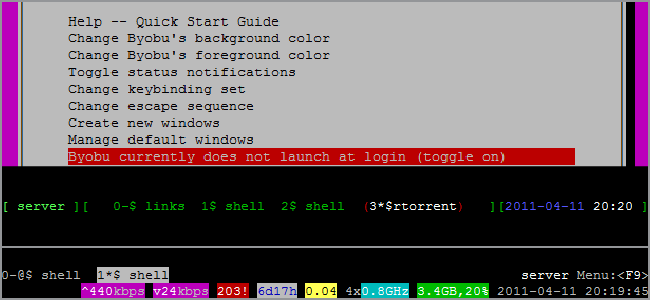 Help -- Quick Start Guide
Change Byobu's background color
Change Byobu's foreground color
Toggle status notifications
Change keybinding set
Change escape sequence
Create new windows
Manage default windows
Byobu currently does not launch at login (toggle on)
[ server ][ 0-$ links 1$ shell 2$ shell (3*$rtorrent) ][2011-04-11 20:20 ]
0-@$ shell 1*$ shell server Menu:<F9>
^440kbps v24kbps 203! 6d17h 0.04 4x0.8GHz 3.4GB,20% 2011-04-11 20:19:45